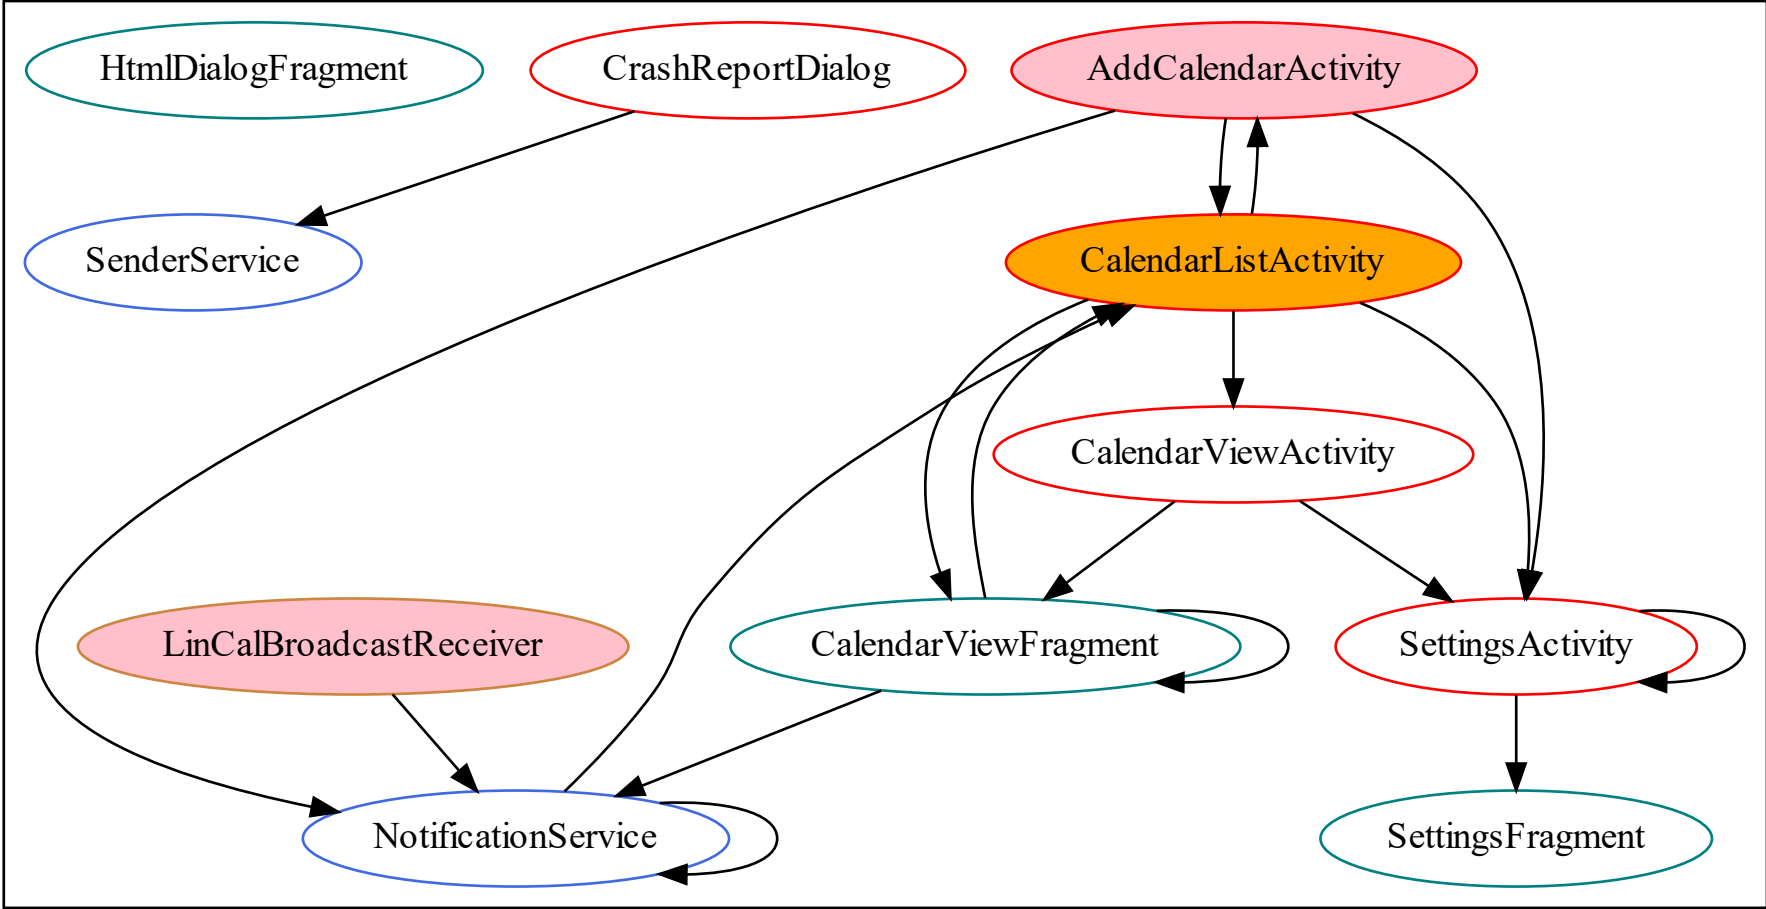 HtmlDialogFragment
CrashReportDialog
AddCalendarActivity
SenderService
CalendarListActivity
CalendarViewActivity
LinCalBroadcastReceiver
CalendarViewFragment
SettingsActivity
NotificationService
SettingsFragment